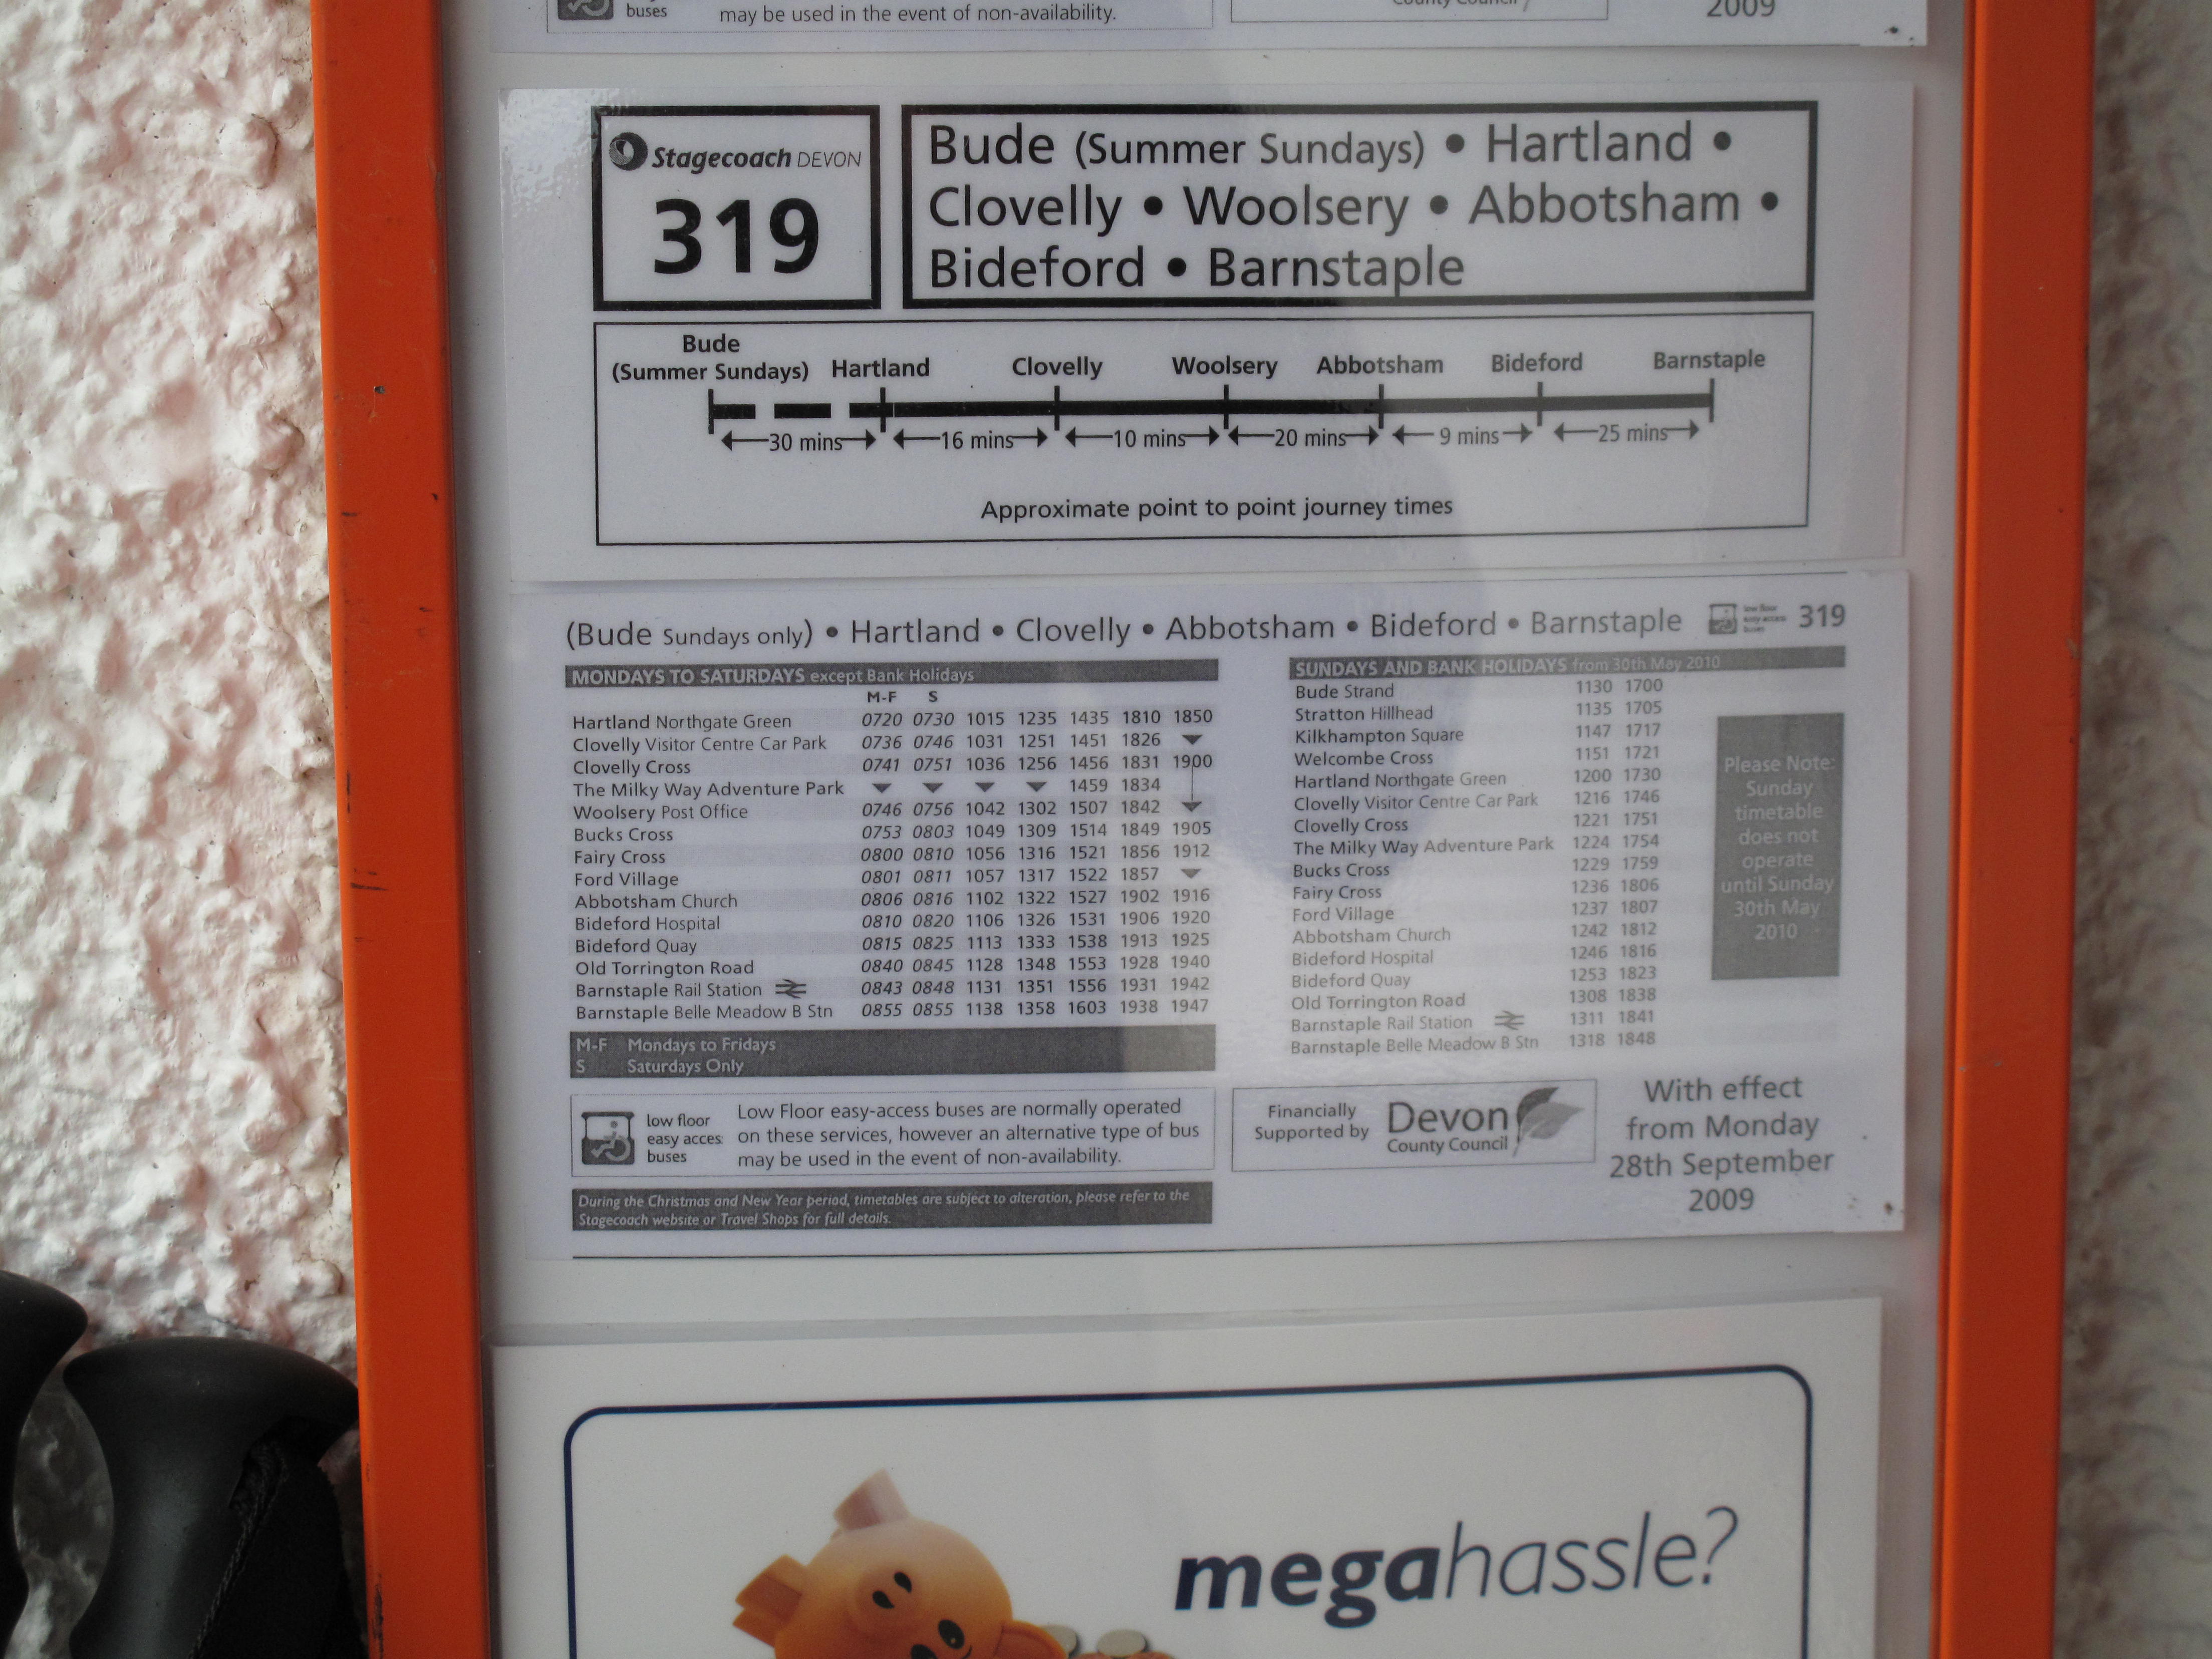 buses may be used in the event of non-availability.
2009
Stagecoach DEVON
319
Bude (Summer Sundays) • Hartland •
Clovelly • Woolsery • Abbotsham •
Bideford • Barnstaple
Bude
(Summer Sundays) Hartland Clovelly Woolsery Abbotsham Bideford Barnstaple
30 mins 16 mins 10 mins 20 mins 9 mins 25 mins
Approximate point to point journey times
(Bude Sundays only) • Hartland • Clovelly • Abbotsham • Bideford • Barnstaple low floor easy access buses 319
MONDAYS TO SATURDAYS except Bank Holidays
M-F S
Hartland Northgate Green 0720 0730 1015 1235 1435 1810 1850
Clovelly Visitor Centre Car Park 0736 0746 1031 1251 1451 1826
Clovelly Cross 0741 0751 1036 1256 1456 1831 1900
The Milky Way Adventure Park 1459 1834
Woolsery Post Office 0746 0756 1042 1302 1507 1842
Bucks Cross 0753 0803 1049 1309 1514 1849 1905
Fairy Cross 0800 0810 1056 1316 1521 1856 1912
Ford Village 0801 0811 1057 1317 1522 1857
Abbotsham Church 0806 0816 1102 1322 1527 1902 1916
Bideford Hospital 0810 0820 1106 1326 1531 1906 1920
Bideford Quay 0815 0825 1113 1333 1538 1913 1925
Old Torrington Road 0840 0845 1128 1348 1553 1928 1940
Barnstaple Rail Station 0843 0848 1131 1351 1556 1931 1942
Barnstaple Belle Meadow B Stn 0855 0855 1138 1358 1603 1938 1947
M-F Mondays to Fridays
S Saturdays Only
SUNDAYS AND BANK HOLIDAYS from 30th May 2010
Bude Strand 1130 1700
Stratton Hillhead 1135 1705
Kilkhampton Square 1147 1717
Welcombe Cross 1151 1721
Hartland Northgate Green 1200 1730
Clovelly Visitor Centre Car Park 1216 1746
Clovelly Cross 1221 1751
The Milky Way Adventure Park 1224 1754
Bucks Cross 1229 1759
Fairy Cross 1236 1806
Ford Village 1237 1807
Abbotsham Church 1242 1812
Bideford Hospital 1246 1816
Bideford Quay 1253 1823
Old Torrington Road 1308 1838
Barnstaple Rail Station 1311 1841
Barnstaple Belle Meadow B Stn 1318 1848
Please Note:
Sunday
timetable
does not
operate
until Sunday
30th May
2010
low floor
easy acces
buses
Low Floor easy-access buses are normally operated
on these services, however an alternative type of bus
may be used in the event of non-availability.
Financially
Supported by
Devon
County Council
With effect
from Monday
28th September
2009
During the Christmas and New Year period, timetables are subject to alteration, please refer to the
Stagecoach website or Travel Shops for full details.
megahassle?